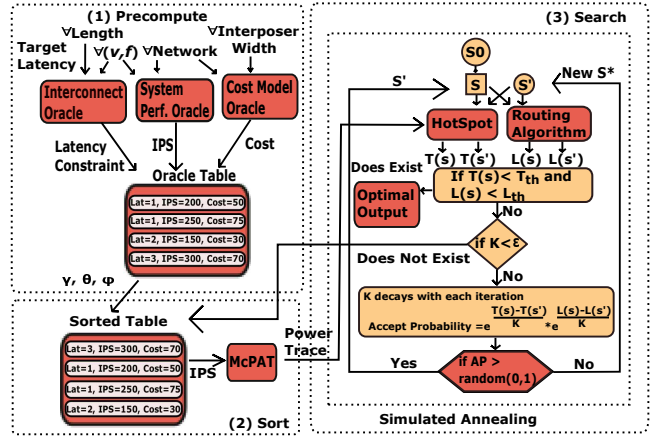 (1) Precompute
∀Length
Target
Latency
∀(v,f)
∀Network
∀Interposer
Width
Interconnect
Oracle
System
Perf. Oracle
Cost Model
Oracle
Latency
Constraint
IPS
Cost
Oracle Table
Lat=1, IPS=200, Cost=50
Lat=1, IPS=250, Cost=75
Lat=2, IPS=150, Cost=30
Lat=3, IPS=300, Cost=70
γ, θ, φ
Sorted Table
Lat=3, IPS=300, Cost=70
Lat=1, IPS=200, Cost=50
Lat=1, IPS=250, Cost=75
Lat=2, IPS=150, Cost=30
IPS
McPAT
Power
Trace
(2) Sort
(3) Search
S0
S'
S
S'
New S*
HotSpot
Routing
Algorithm
T(s) T(s') L(s) L(s')
Does Exist
If T(s)< Tth and
L(s) < Lth
Optimal
Output
No
if K<ε
Does Not Exist
No
K decays with each iteration
Accept Probability =e T(s)-T(s')/K *e L(s)-L(s')/K
Yes
if AP >
random(0,1)
No
Simulated Annealing